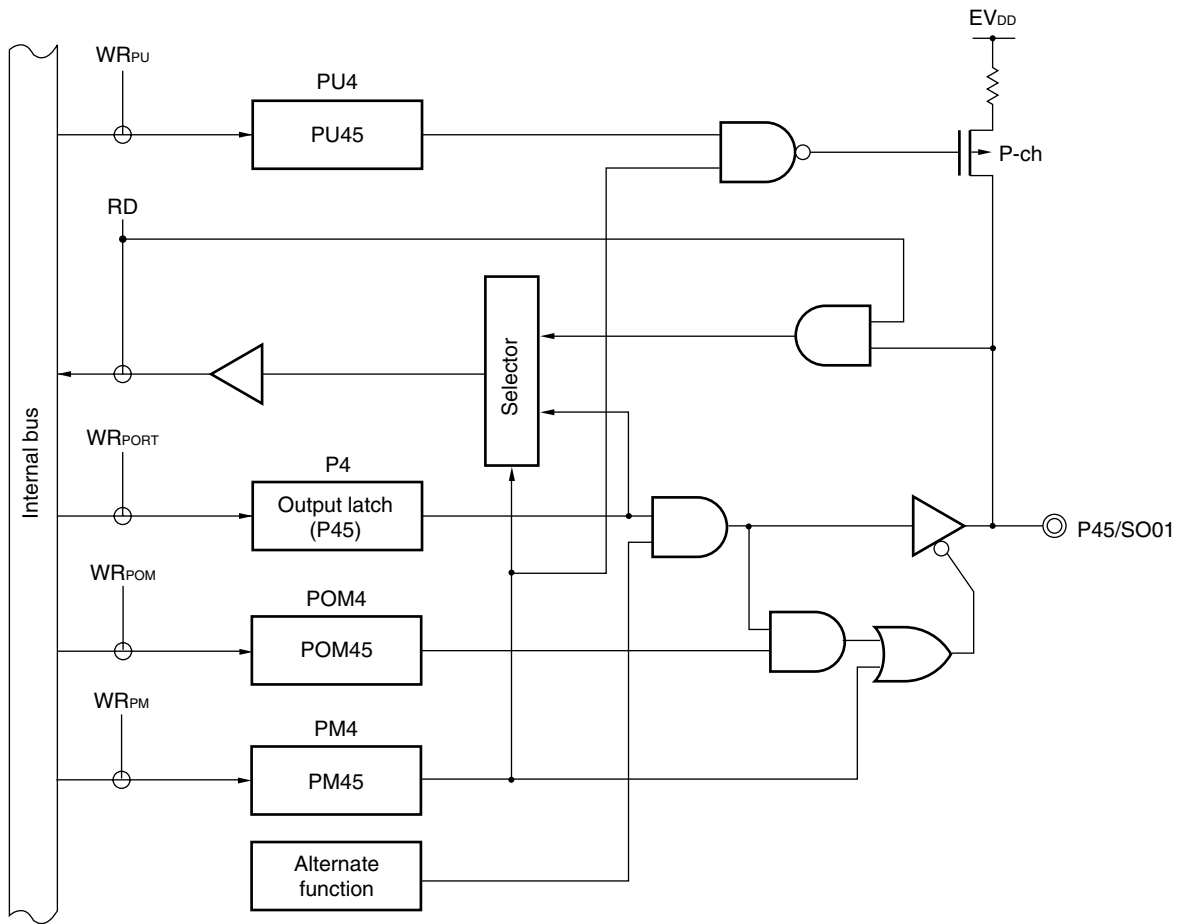 EVDD
WRPU
PU4
PU45
P-ch
RD
Selector
Internal bus
WRPORT
P4
Output latch
(P45)
P45/SO01
WRPOM
POM4
POM45
WRPM
PM4
PM45
Alternate
function